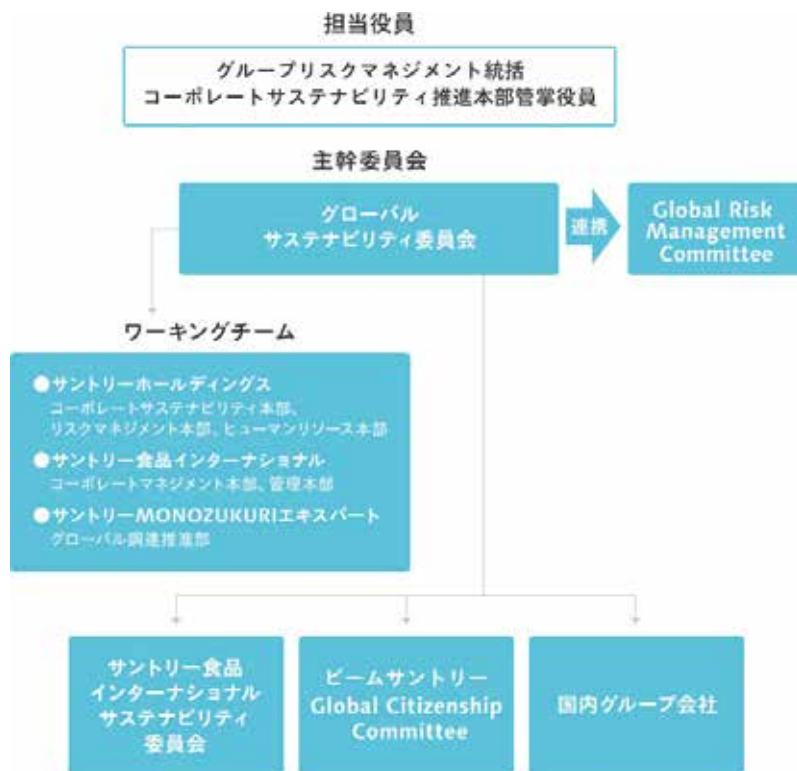 担当役員
グループリスクマネジメント統括
コーポレートサステナビリティ推進本部管掌役員
主幹委員会
グローバル
サステナビリティ委員会
連携
Global Risk
Management
Committee
ワーキングチーム
●サントリーホールディングス
コーポレートサステナビリティ本部、
リスクマネジメント本部、ヒューマンリソース本部
●サントリー食品インターナショナル
コーポレートマネジメント本部、管理本部
●サントリーMONOZUKURIエキスパート
グローバル調達推進部
サントリー食品
インターナショナル
サステナビリティ
委員会
ビームサントリー
Global Citizenship
Committee
国内グループ会社